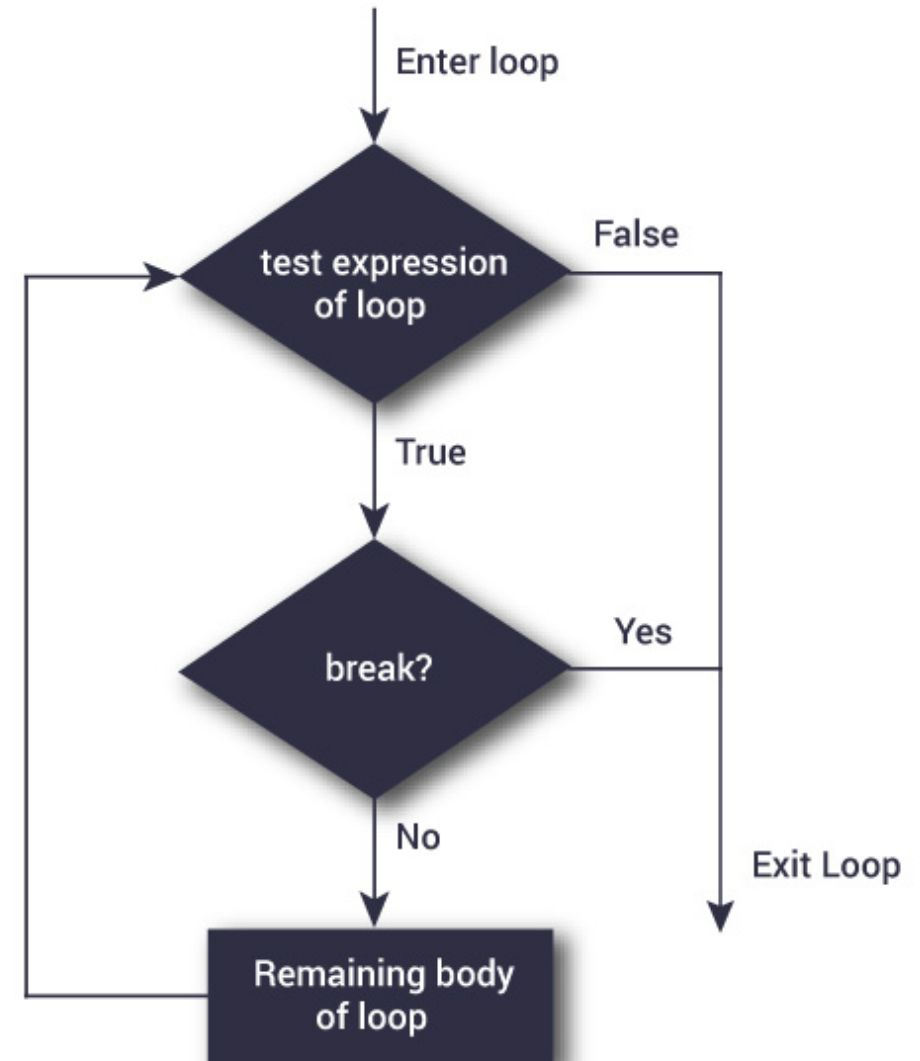 Enter loop
False
test expression
of loop
True
Yes
break?
No
Exit Loop
Remaining body
of loop